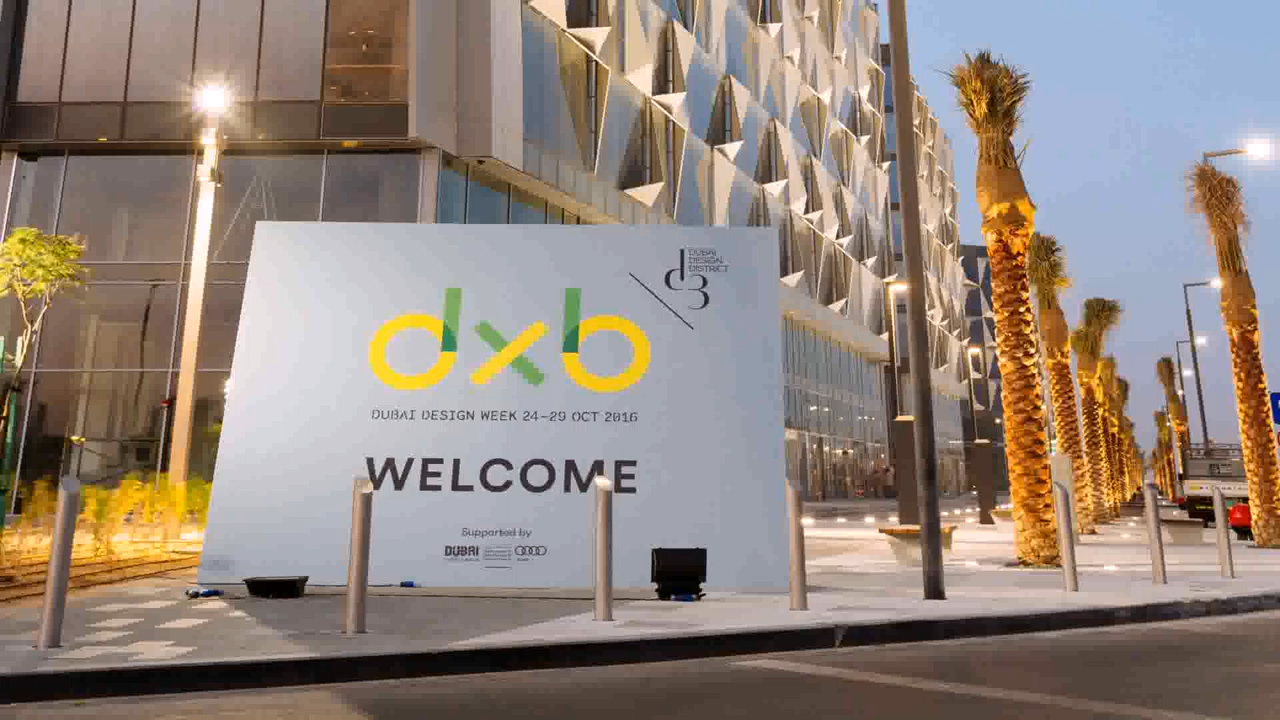 DUBAI
DESIGN
DISTRICT
d3
dxb
DUBAI DESIGN WEEK 24–29 OCT 2016
WELCOME
Supported by
DUBAI